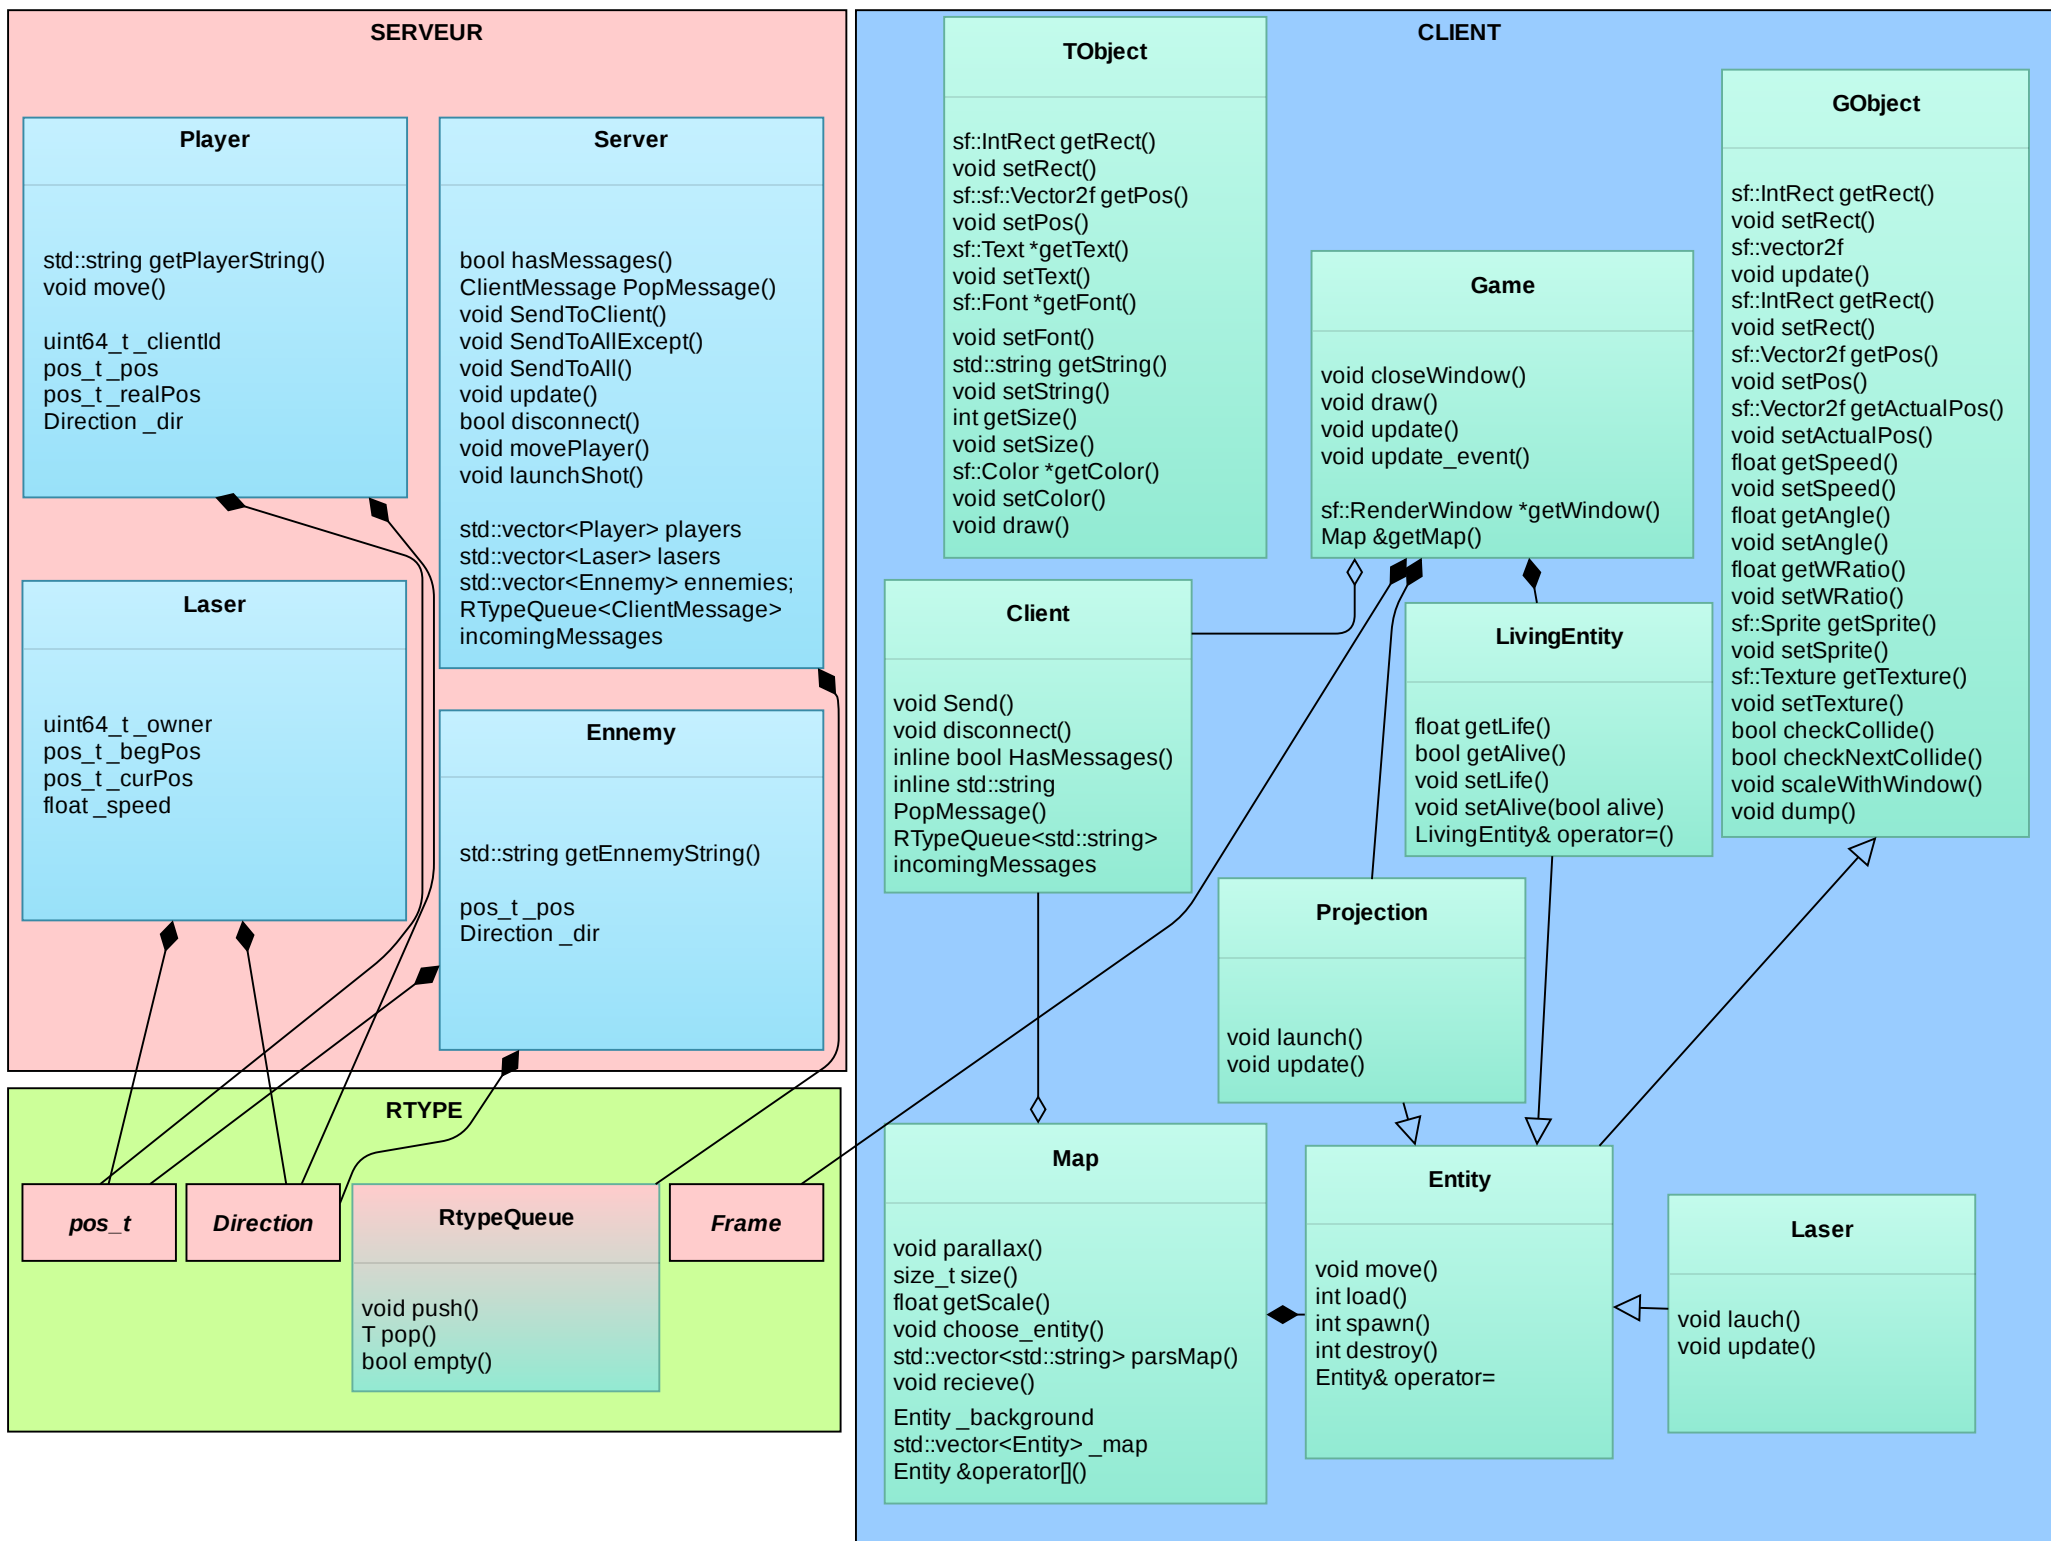 SERVEUR
Player
std::string getPlayerString()
void move()
uint64_t _clientId
pos_t _pos
pos_t _realPos
Direction _dir
Server
bool hasMessages()
ClientMessage PopMessage()
void SendToClient()
void SendToAllExcept()
void SendToAll()
void update()
bool disconnect()
void movePlayer()
void launchShot()
std::vector<Player> players
std::vector<Laser> lasers
std::vector<Ennemy> ennemies;
RTypeQueue<ClientMessage>
incomingMessages
Laser
uint64_t _owner
pos_t _begPos
pos_t _curPos
float _speed
Ennemy
std::string getEnnemyString()
pos_t _pos
Direction _dir
RTYPE
pos_t
Direction
RtypeQueue
void push()
T pop()
bool empty()
Frame
CLIENT
TObject
sf::IntRect getRect()
void setRect()
sf::sf::Vector2f getPos()
void setPos()
sf::Text *getText()
void setText()
sf::Font *getFont()
void setFont()
std::string getString()
void setString()
int getSize()
void setSize()
sf::Color *getColor()
void setColor()
void draw()
Game
void closeWindow()
void draw()
void update()
void update_event()
sf::RenderWindow *getWindow()
Map &getMap()
GObject
sf::IntRect getRect()
void setRect()
sf::vector2f
void update()
sf::IntRect getRect()
void setRect()
sf::Vector2f getPos()
void setPos()
sf::Vector2f getActualPos()
void setActualPos()
float getSpeed()
void setSpeed()
float getAngle()
void setAngle()
float getWRatio()
void setWRatio()
sf::Sprite getSprite()
void setSprite()
sf::Texture getTexture()
void setTexture()
bool checkCollide()
bool checkNextCollide()
void scaleWithWindow()
void dump()
Client
void Send()
void disconnect()
inline bool HasMessages()
inline std::string
PopMessage()
RTypeQueue<std::string>
incomingMessages
LivingEntity
float getLife()
bool getAlive()
void setLife()
void setAlive(bool alive)
LivingEntity& operator=()
Projection
void launch()
void update()
Map
void parallax()
size_t size()
float getScale()
void choose_entity()
std::vector<std::string> parsMap()
void recieve()
Entity _background
std::vector<Entity> _map
Entity &operator[]()
Entity
void move()
int load()
int spawn()
int destroy()
Entity& operator=
Laser
void lauch()
void update()